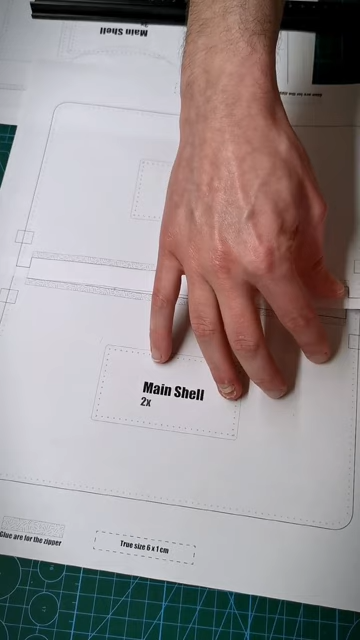 Main Shell
Main Shell
2x
Glue are for the zipper
True size 6 x 1 cm